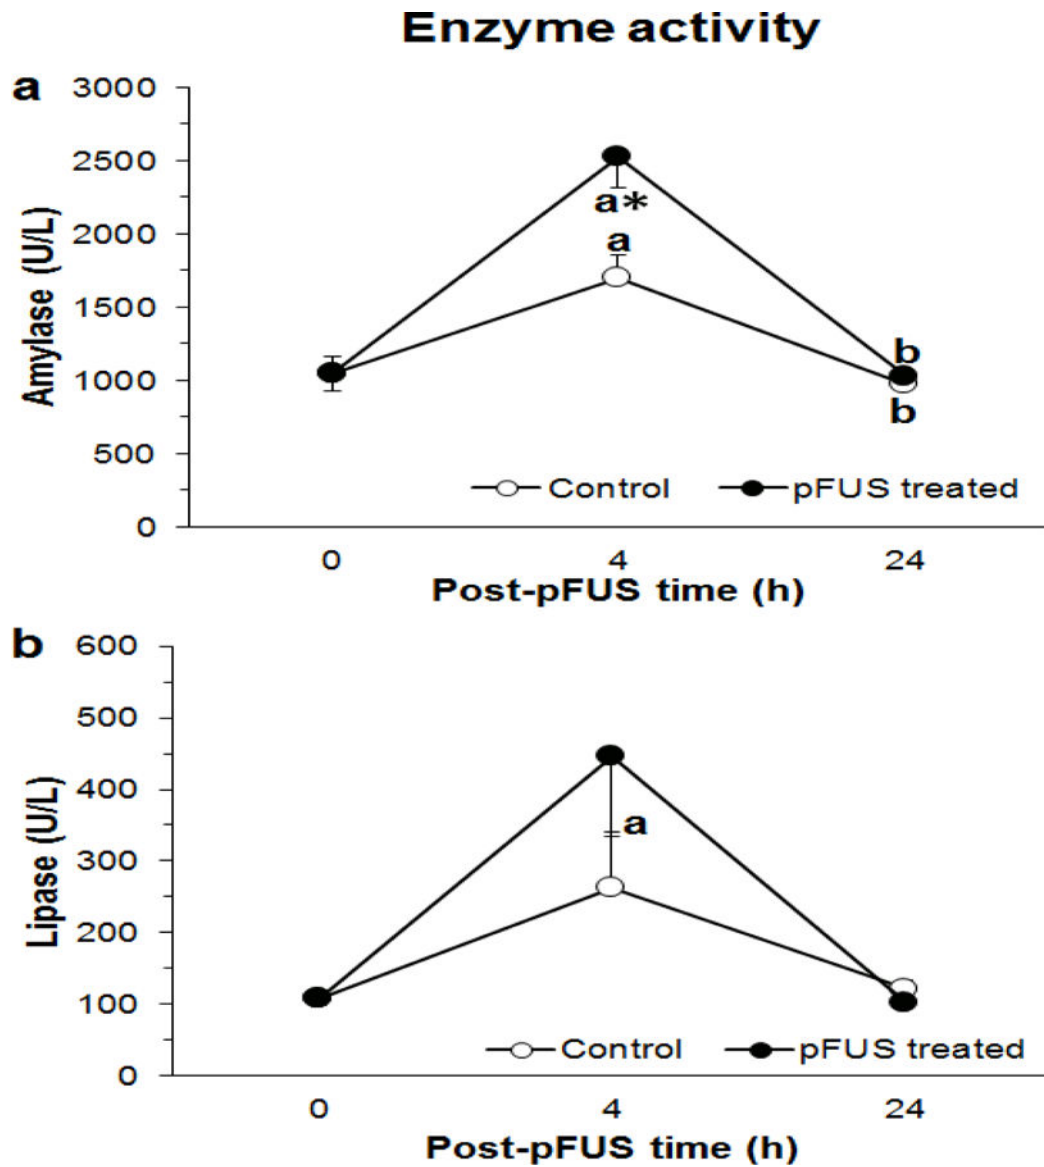 Enzyme activity
a
3000
2500
2000
1500
1000
500
0
Amylase (U/L)
a*
a
b
b
Control
pFUS treated
0 4 24
Post-pFUS time (h)
b
600
500
400
300
200
100
0
Lipase (U/L)
a
Control
pFUS treated
0 4 24
Post-pFUS time (h)